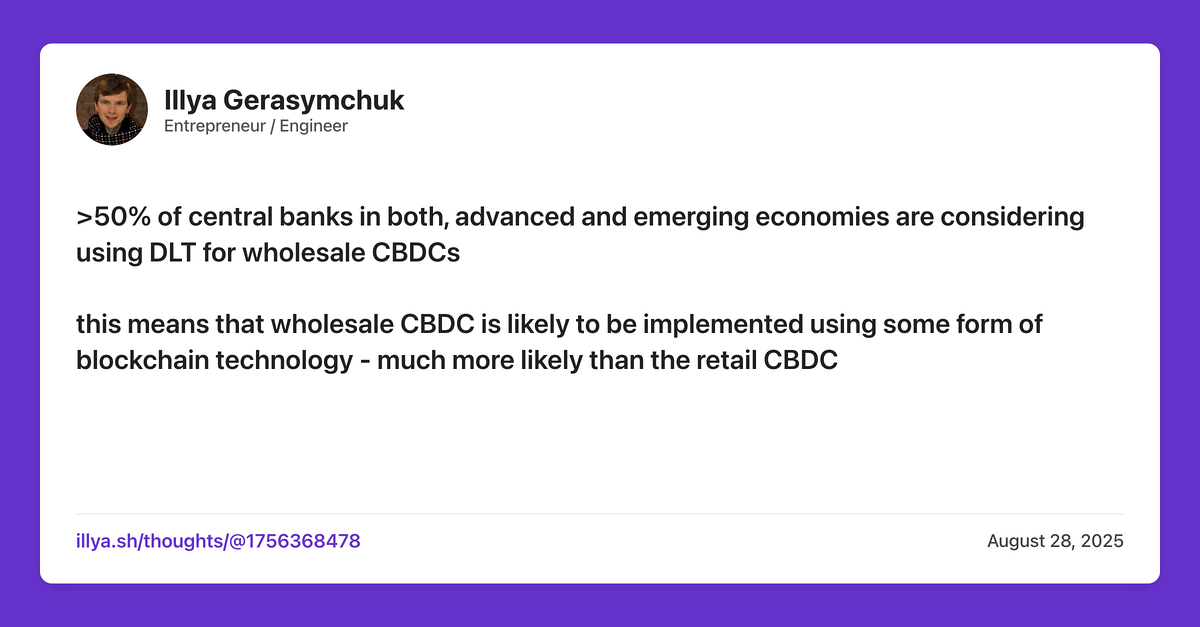 Illya Gerasymchuk
Entrepreneur / Engineer
>50% of central banks in both, advanced and emerging economies are considering
using DLT for wholesale CBDCs
this means that wholesale CBDC is likely to be implemented using some form of
blockchain technology - much more likely than the retail CBDC
illya.sh/thoughts/@1756368478
August 28, 2025